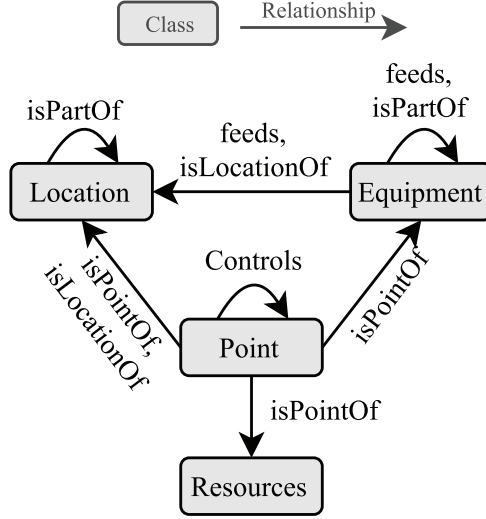 Class
Relationship
feeds,
isPartOf
isPartOf
feeds,
isLocationOf
Location
Equipment
isPointOf,
isLocationOf
Controls
isPointOf
Point
isPointOf
Resources